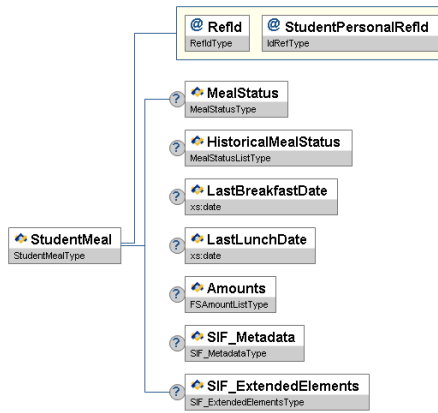 @ RefId
RefIdType
@ StudentPersonalRefId
IdRefType
? MealStatus
MealStatusType
? HistoricalMealStatus
MealStatusListType
? LastBreakfastDate
xs:date
StudentMeal
StudentMealType
? LastLunchDate
xs:date
? Amounts
FSAmountListType
? SIF_Metadata
SIF_MetadataType
? SIF_ExtendedElements
SIF_ExtendedElementsType